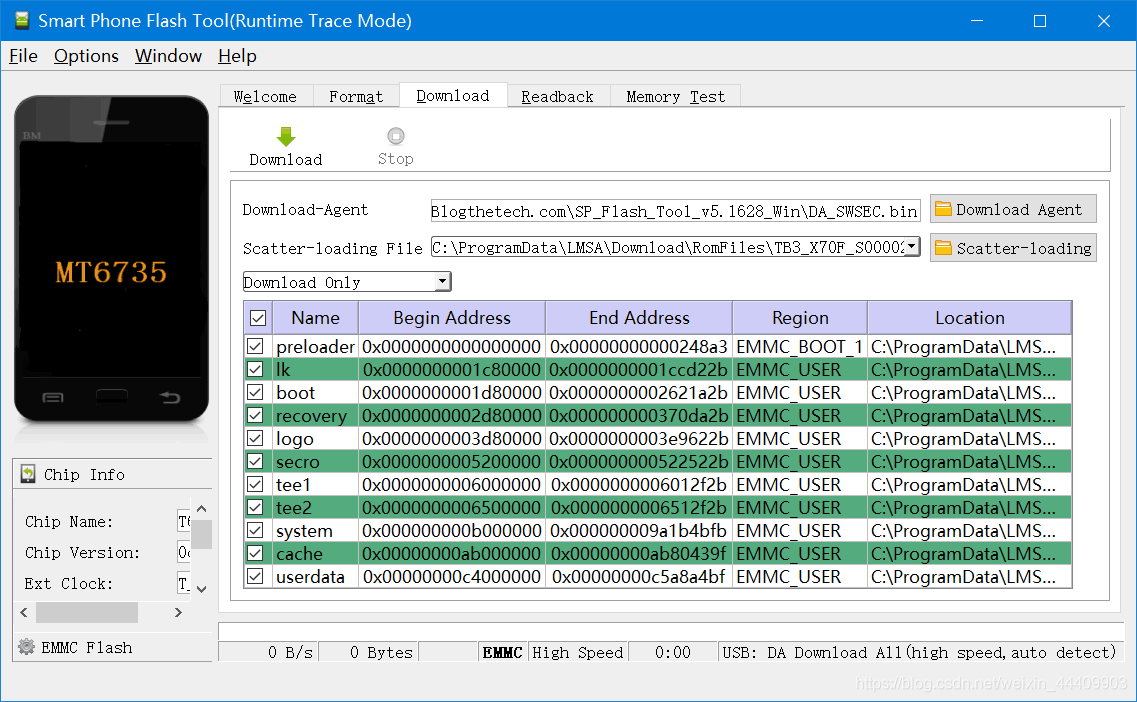 Smart Phone Flash Tool(Runtime Trace Mode)
File Options Window Help
Welcome Format Download Readback Memory Test
BM
MT6735
Download Stop
Download-Agent Blogthetech.com\SP_Flash_Tool_v5.1628_Win\DA_SWSEC.bin Download Agent
Scatter-loading File C:\ProgramData\LMSA\Download\RomFiles\TB3_X70F_S0000 Scatter-loading
Download Only
Name Begin Address End Address Region Location
preloader 0x0000000000000000 0x00000000000248a3 EMMC_BOOT_1 C:\ProgramData\LMS...
lk 0x0000000001c80000 0x0000000001ccd22b EMMC_USER C:\ProgramData\LMS...
boot 0x0000000001d80000 0x0000000002621a2b EMMC_USER C:\ProgramData\LMS...
recovery 0x0000000002d80000 0x000000000370da2b EMMC_USER C:\ProgramData\LMS...
logo 0x0000000003d80000 0x0000000003e9622b EMMC_USER C:\ProgramData\LMS...
secro 0x0000000005200000 0x000000000522522b EMMC_USER C:\ProgramData\LMS...
tee1 0x0000000006000000 0x0000000006012f2b EMMC_USER C:\ProgramData\LMS...
tee2 0x0000000006500000 0x0000000006512f2b EMMC_USER C:\ProgramData\LMS...
system 0x000000000b000000 0x000000009a1b4bfb EMMC_USER C:\ProgramData\LMS...
cache 0x00000000ab000000 0x00000000ab80439f EMMC_USER C:\ProgramData\LMS...
userdata 0x00000000c4000000 0x00000000c5a8a4bf EMMC_USER C:\ProgramData\LMS...
Chip Info
Chip Name:
Chip Version:
Ext Clock:
EMMC Flash
0 B/s 0 Bytes EMMC High Speed 0:00 USB: DA Download All(high speed,auto detect)
https://blog.csdn.net/weixin_44409903